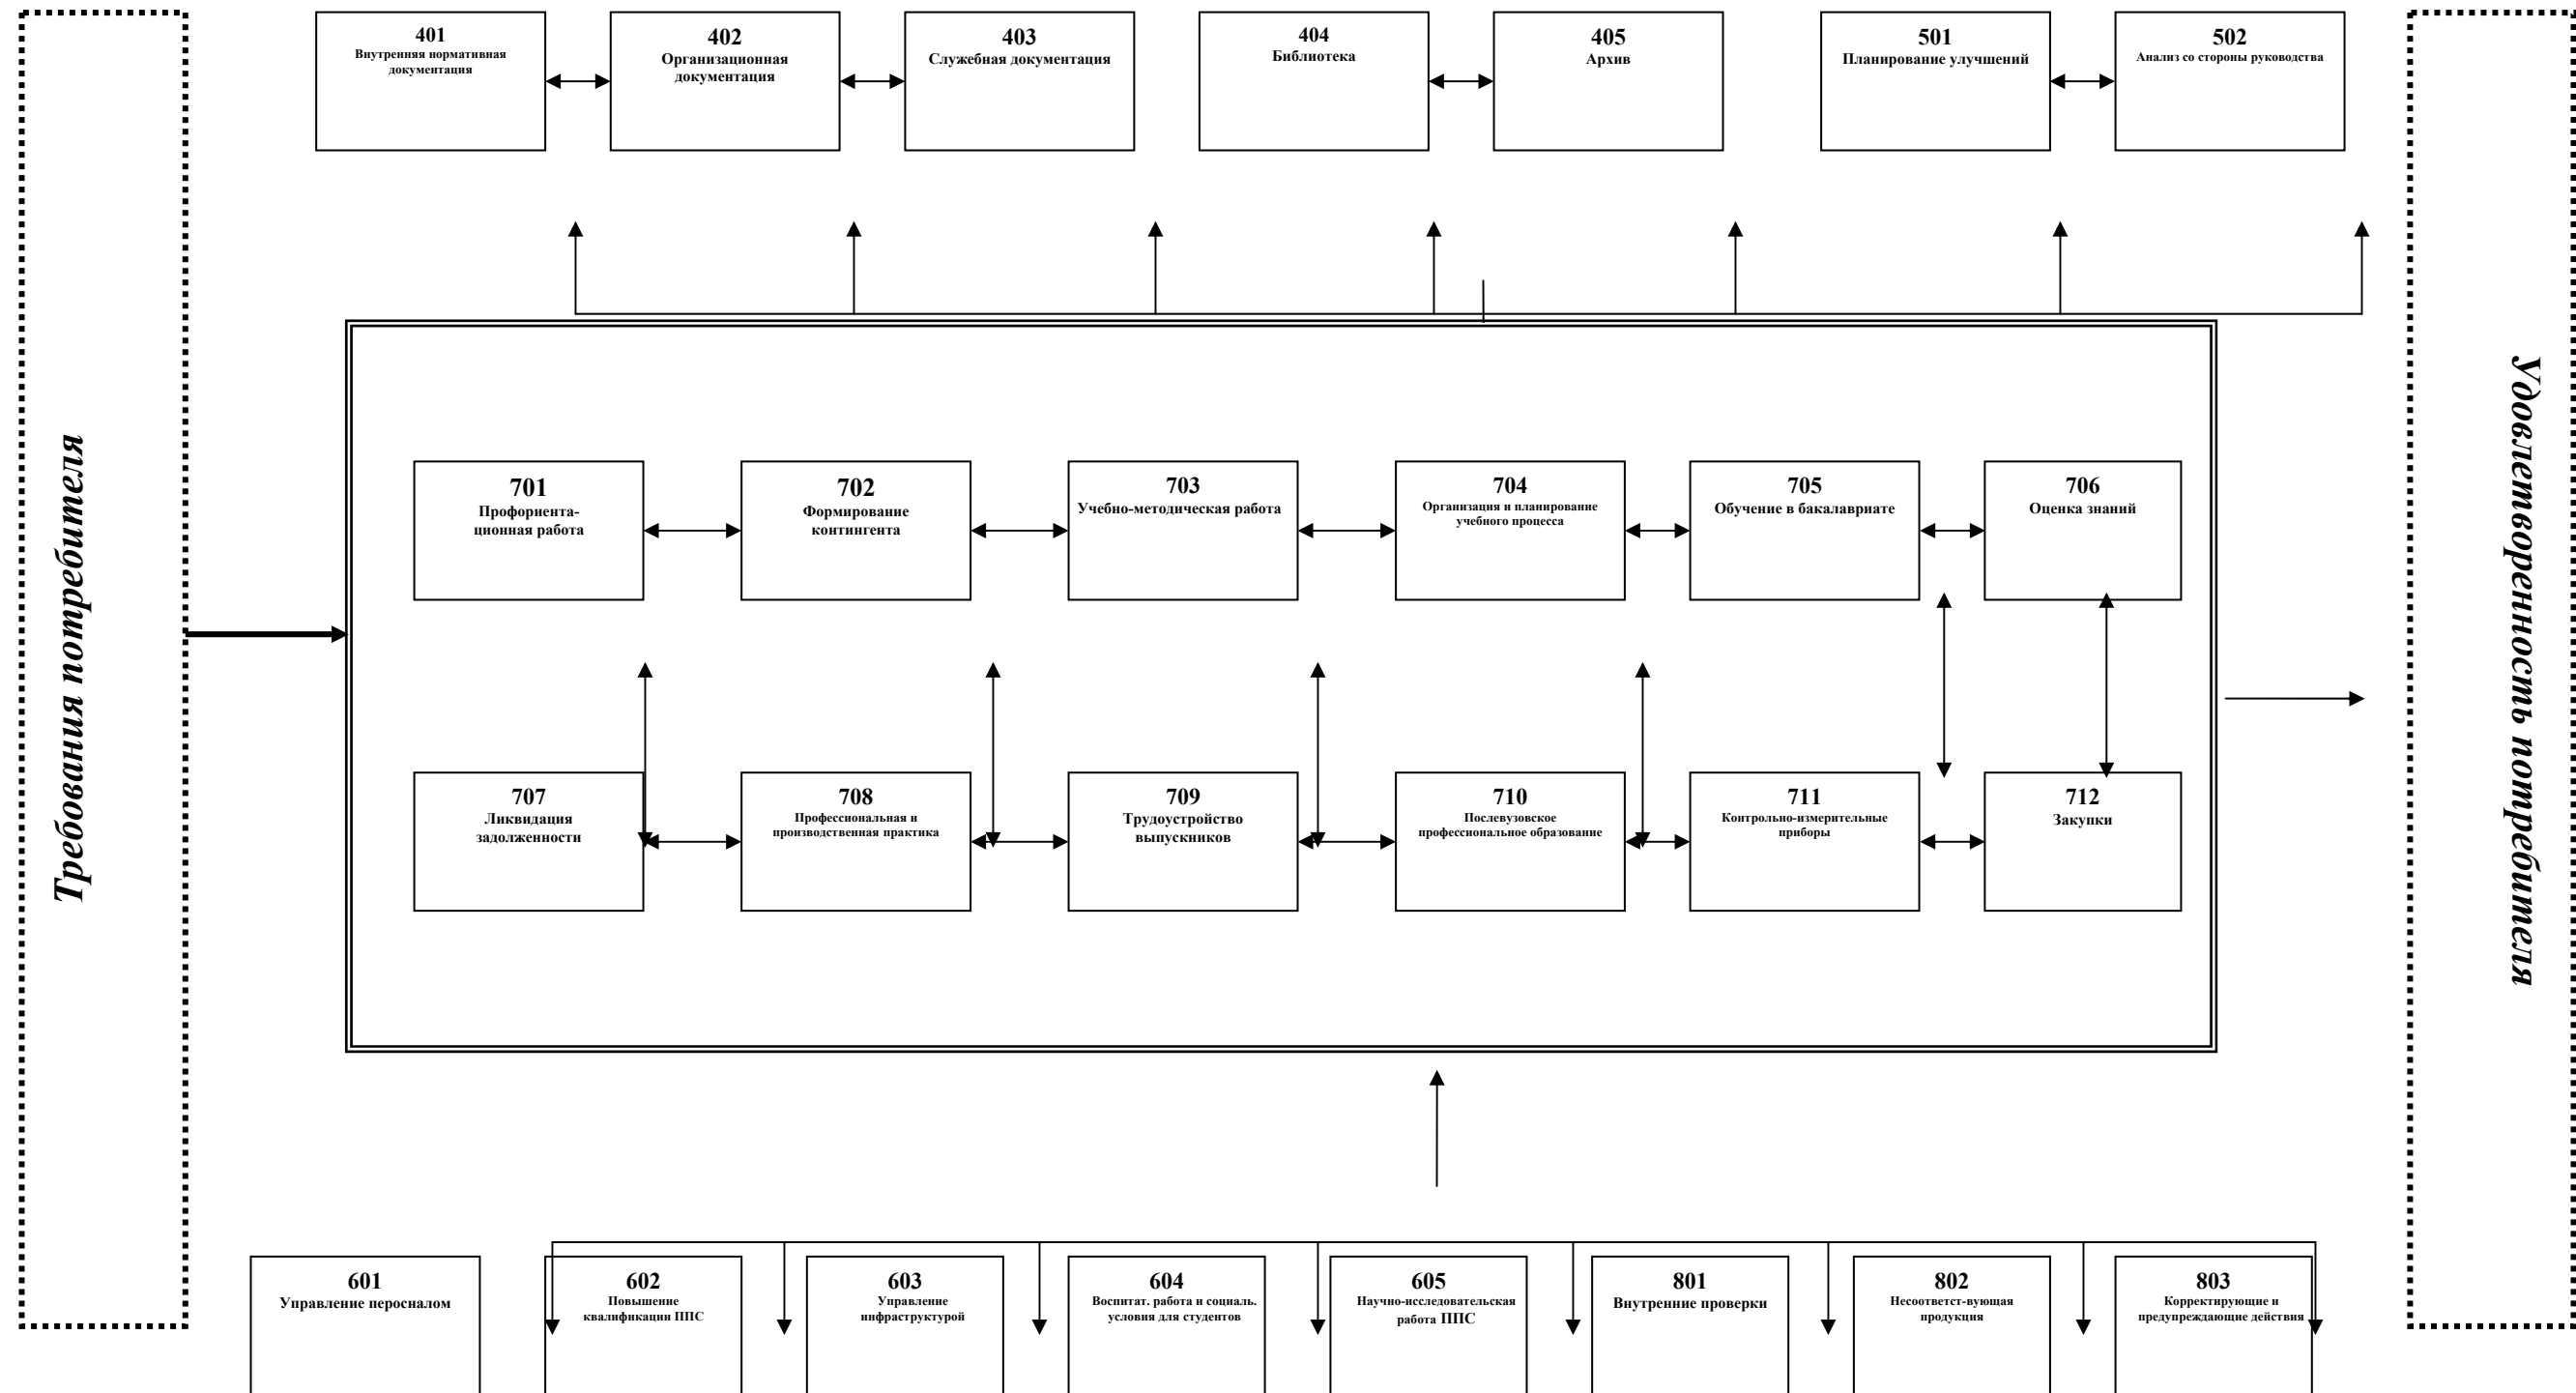 401
Внутренняя нормативная
документация
402
Организационная
документация
403
Служебная документация
404
Библиотека
405
Архив
501
Планирование улучшений
502
Анализ со стороны руководства
Требования потребителя
701
Профориента-
ционная работа
702
Формирование
контингента
703
Учебно-методическая работа
704
Организация и планирование
учебного процесса
705
Обучение в бакалавриате
706
Оценка знаний
707
Ликвидация
задолженности
708
Профессиональная и
производственная практика
709
Трудоустройство
выпускников
710
Послевузовское
профессиональное образование
711
Контрольно-измерительные
приборы
712
Закупки
Удовлетворенность потребителя
601
Управление перосналом
602
Повышение
квалификации ППС
603
Управление
инфраструктурой
604
Воспитат. работа и социаль.
условия для студентов
605
Научно-исследовательская
работа ППС
801
Внутренние проверки
802
Несоответст-вующая
продукция
803
Корректирующие и
предупреждающие действия